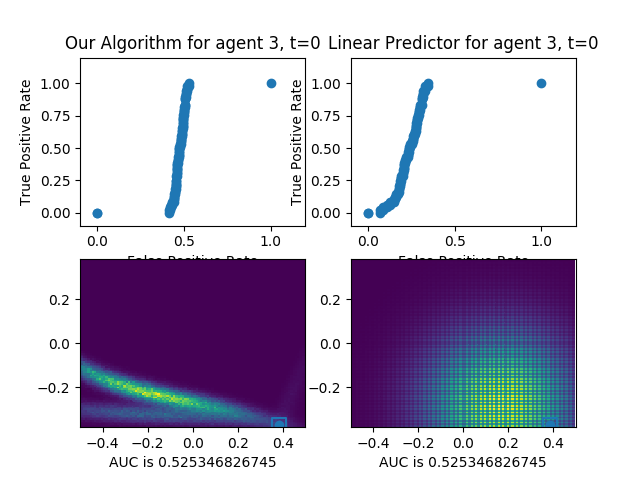 Our Algorithm for agent 3, t=0 Linear Predictor for agent 3, t=0
True Positive Rate
1.00
0.75
0.50
0.25
0.00
0.0 0.5 1.0
False Positive Rate
True Positive Rate
1.00
0.75
0.50
0.25
0.00
0.0 0.5 1.0
False Positive Rate
0.2
0.0
−0.2
−0.4 −0.2 0.0 0.2 0.4
AUC is 0.525346826745
0.2
0.0
−0.2
−0.4 −0.2 0.0 0.2 0.4
AUC is 0.525346826745